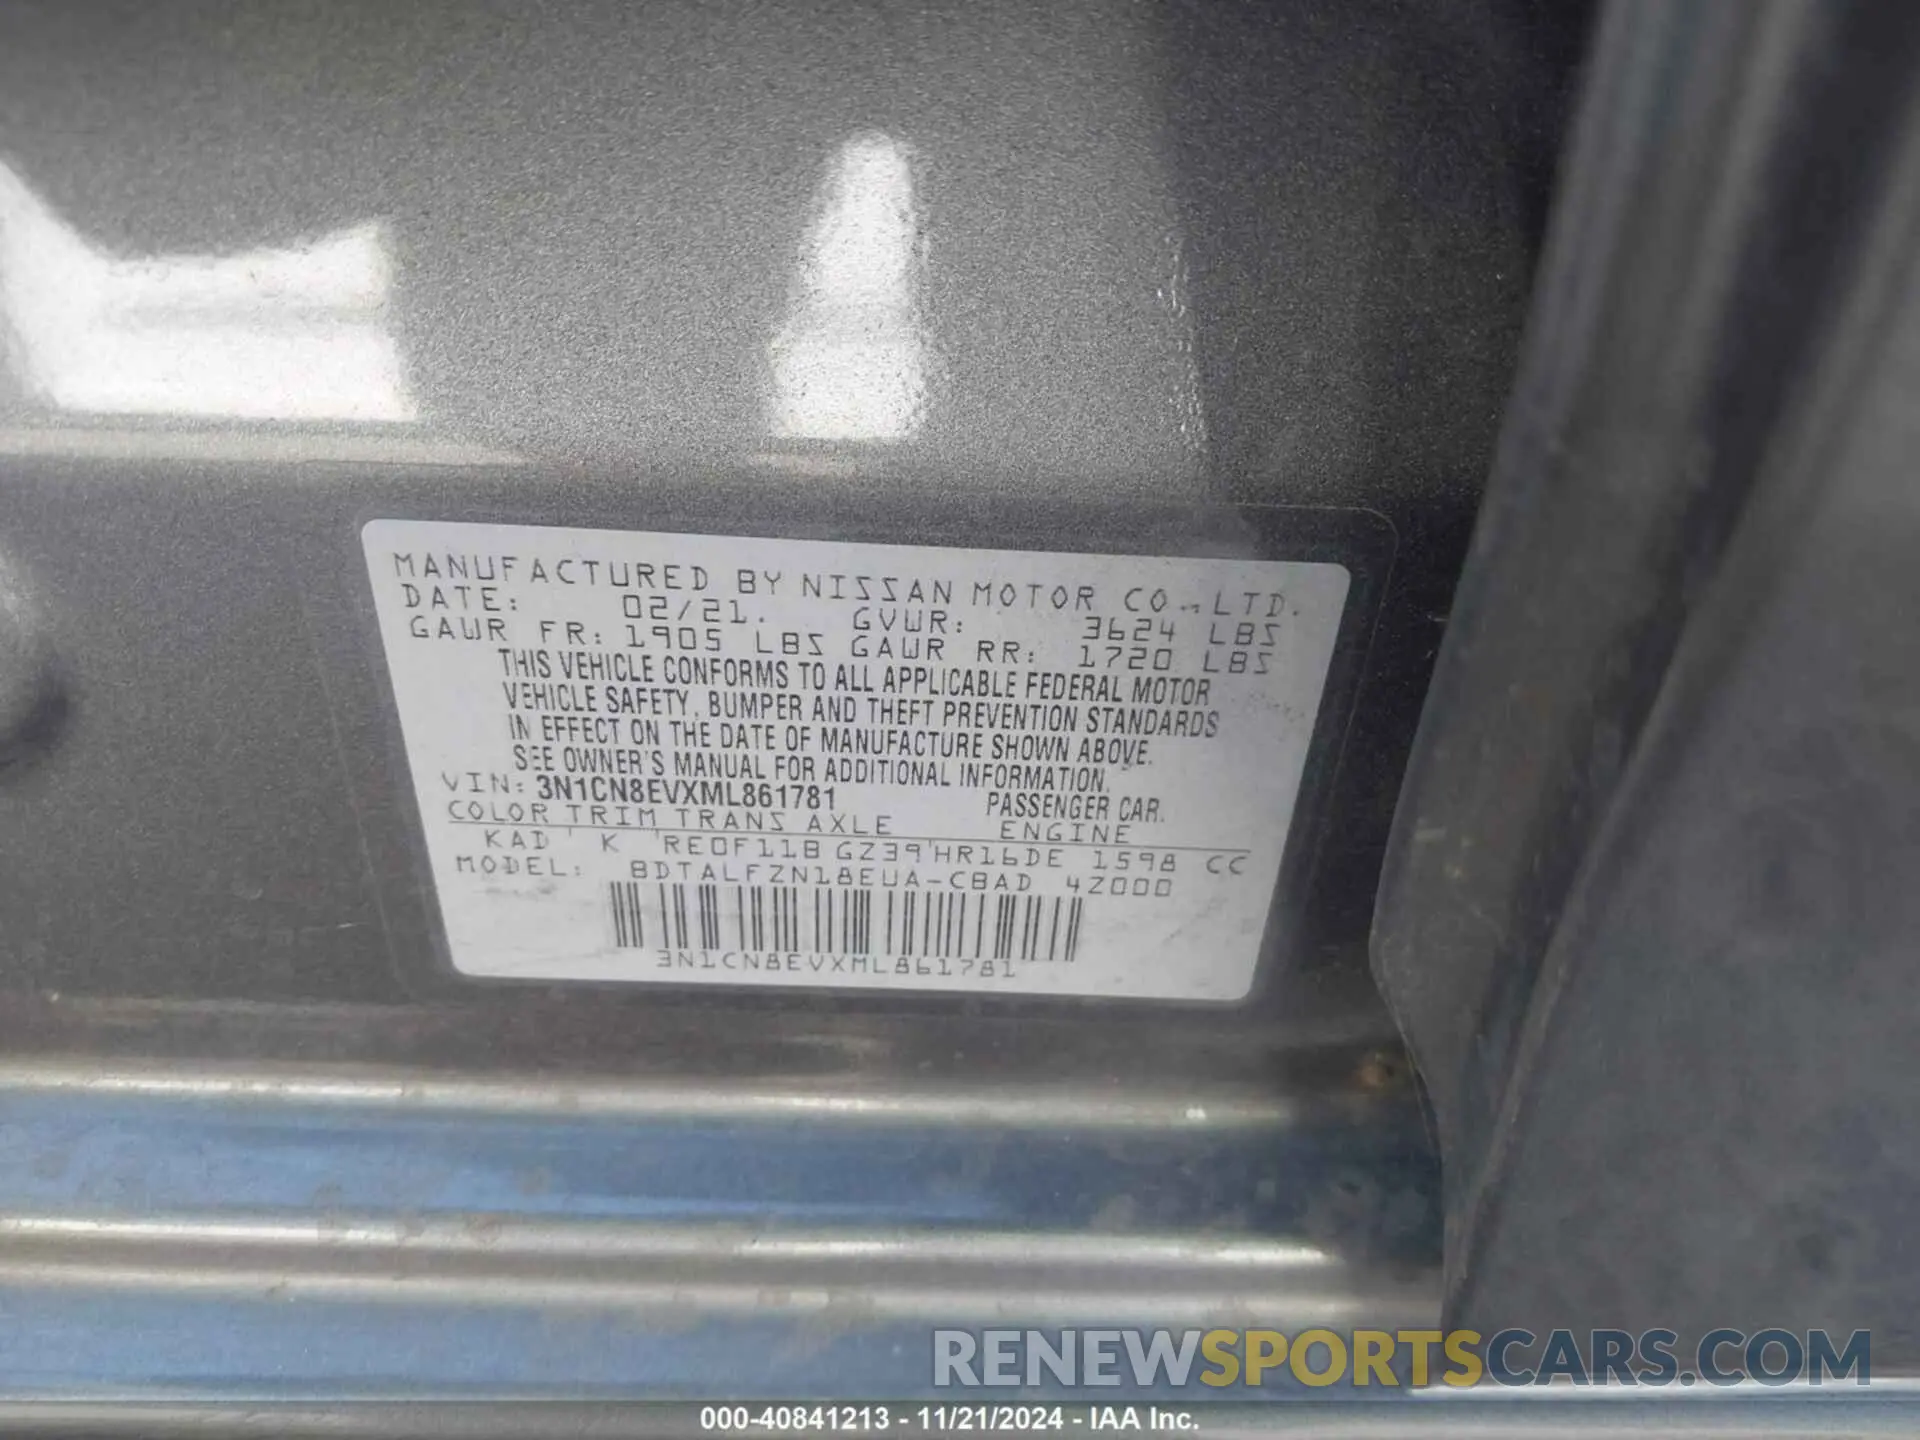 MANUFACTURED BY NISSAN MOTOR CO.,LTD.
DATE: 02/21. GVWR: 3624 LBS
GAWR FR: 1905 LBS GAWR RR: 1720 LBS
THIS VEHICLE CONFORMS TO ALL APPLICABLE FEDERAL MOTOR
VEHICLE SAFETY, BUMPER AND THEFT PREVENTION STANDARDS
IN EFFECT ON THE DATE OF MANUFACTURE SHOWN ABOVE.
SEE OWNER'S MANUAL FOR ADDITIONAL INFORMATION.
VIN: 3N1CN8EVXML861781 PASSENGER CAR.
COLOR TRIM TRANS AXLE ENGINE
KAD ' K 'RE0F11B GZ39'HR16DE 1598 CC
MODEL: BDTALFZN18EUA-CBAD 4Z000
3N1CN8EVXML861781
RENEWSPORTSCARS.COM
000-40841213 - 11/21/2024 - IAA Inc.